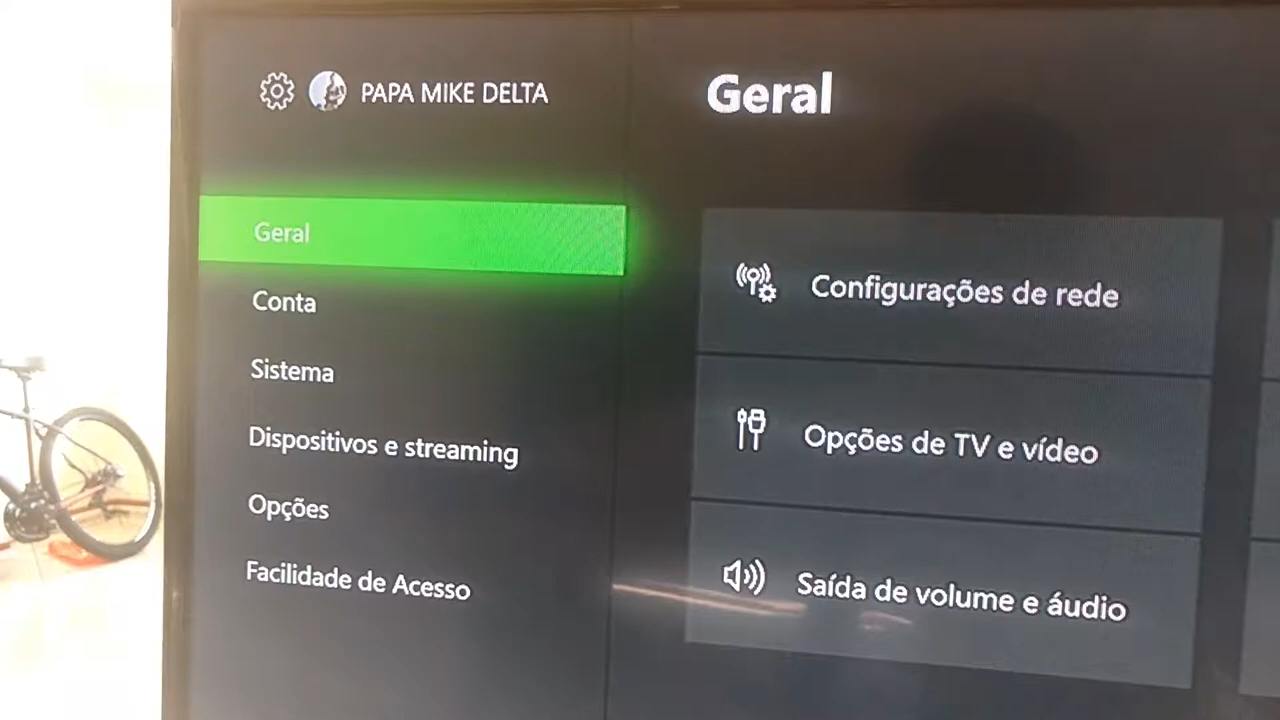 PAPA MIKE DELTA
Geral
Conta
Sistema
Dispositivos e streaming
Opções
Facilidade de Acesso
Geral
Configurações de rede
Opções de TV e vídeo
Saída de volume e áudio